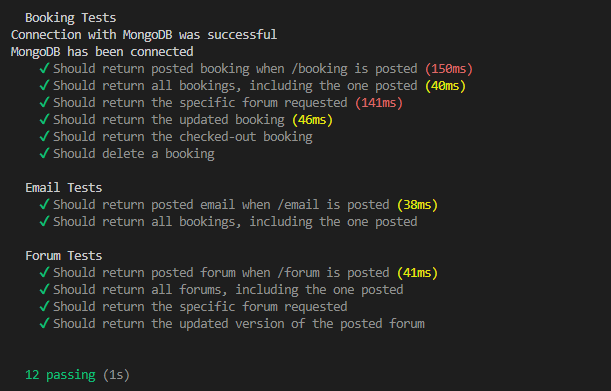 Booking Tests
Connection with MongoDB was successful
MongoDB has been connected
✓ Should return posted booking when /booking is posted (150ms)
✓ Should return all bookings, including the one posted (40ms)
✓ Should return the specific forum requested (141ms)
✓ Should return the updated booking (46ms)
✓ Should return the checked-out booking
✓ Should delete a booking
Email Tests
✓ Should return posted email when /email is posted (38ms)
✓ Should return all bookings, including the one posted
Forum Tests
✓ Should return posted forum when /forum is posted (41ms)
✓ Should return all forums, including the one posted
✓ Should return the specific forum requested
✓ Should return the updated version of the posted forum
12 passing (1s)